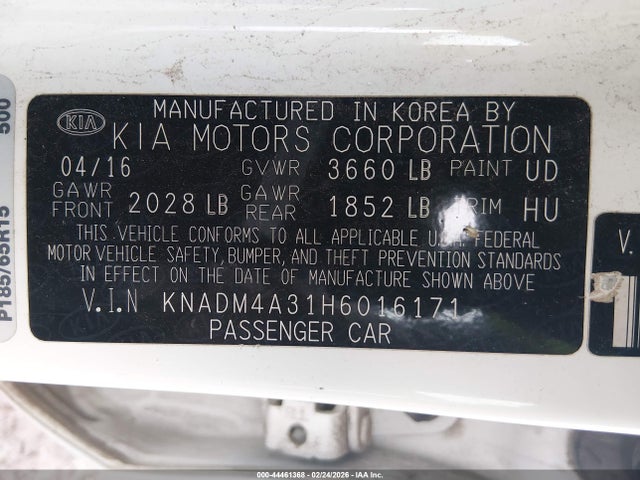 KIA
MANUFACTURED IN KOREA BY
KIA MOTORS CORPORATION
04/16 GVWR 3660 LB PAINT UD
GAWR FRONT 2028 LB GAWR REAR 1852 LB TRIM HU
THIS VEHICLE CONFORMS TO ALL APPLICABLE U.S.A. FEDERAL
MOTOR VEHICLE SAFETY, BUMPER, AND THEFT PREVENTION STANDARDS
IN EFFECT ON THE DATE OF MANUFACTURE SHOWN ABOVE
V.I.N KNADM4A31H6016171
PASSENGER CAR
P185/65R15 500
V.
000-44461368 - 02/24/2026 - IAA Inc.